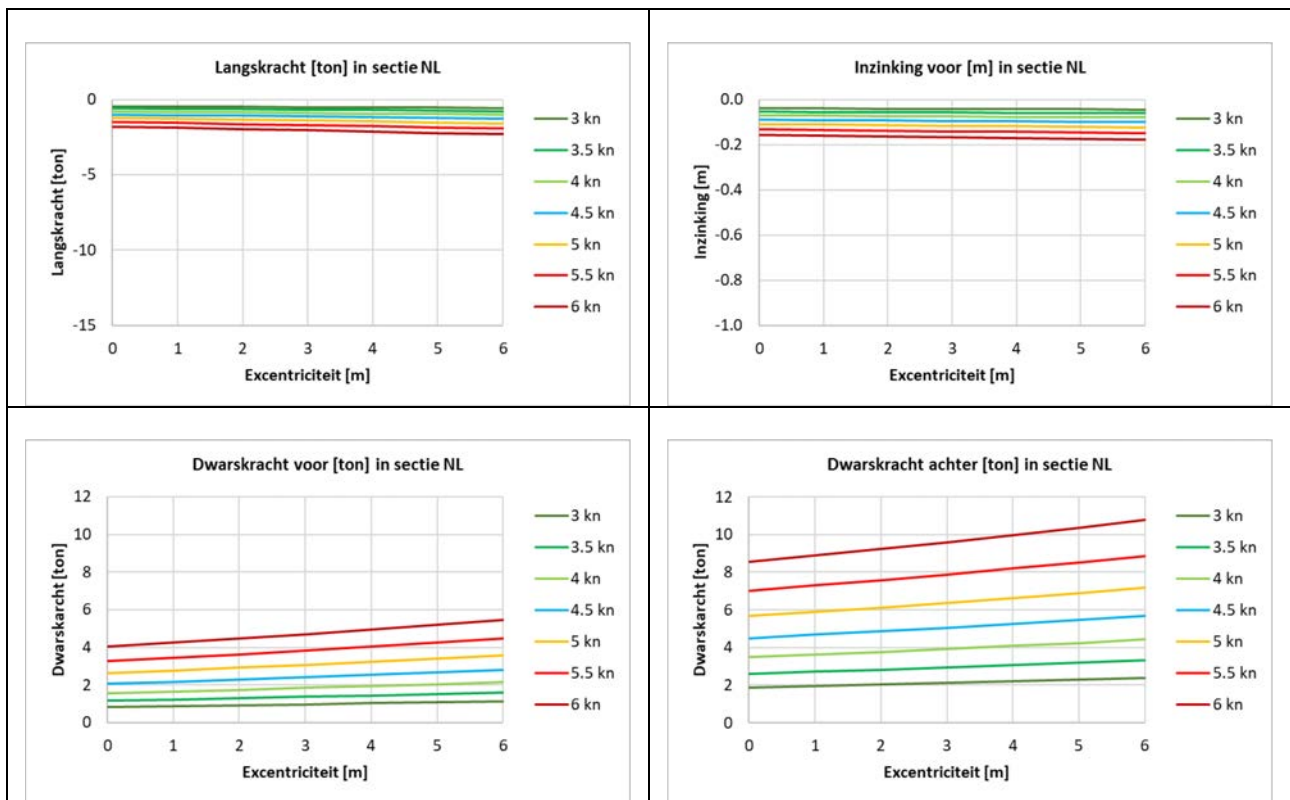 Langskracht [ton] in sectie NL
Langskracht [ton]
0
-5
-10
-15
0 1 2 3 4 5 6
Excentriciteit [m]
3 kn
3.5 kn
4 kn
4.5 kn
5 kn
5.5 kn
6 kn
Inzinking voor [m] in sectie NL
Inzinking [m]
0.0
-0.2
-0.4
-0.6
-0.8
-1.0
0 1 2 3 4 5 6
Excentriciteit [m]
3 kn
3.5 kn
4 kn
4.5 kn
5 kn
5.5 kn
6 kn
Dwarskracht voor [ton] in sectie NL
Dwarskarcht [ton]
12
10
8
6
4
2
0
0 1 2 3 4 5 6
Excentriciteit [m]
3 kn
3.5 kn
4 kn
4.5 kn
5 kn
5.5 kn
6 kn
Dwarskracht achter [ton] in sectie NL
Dwarskarcht [ton]
12
10
8
6
4
2
0
0 1 2 3 4 5 6
Excentriciteit [m]
3 kn
3.5 kn
4 kn
4.5 kn
5 kn
5.5 kn
6 kn